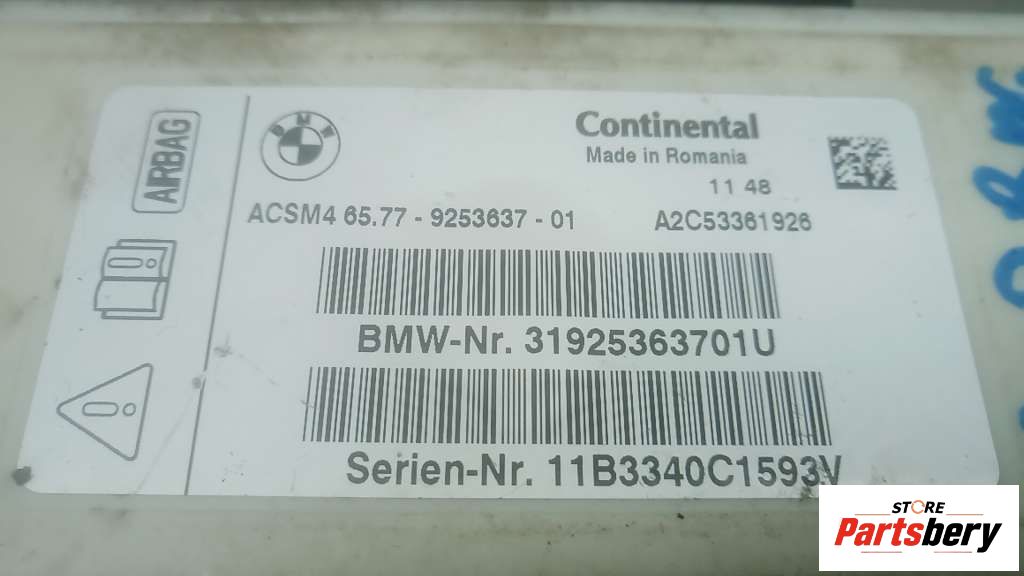 AIRBAG
BMW
Continental
Made in Romania
11 48
ACSM4 65.77 - 9253637 - 01 A2C53361926
BMW-Nr. 31925363701U
Serien-Nr. 11B3340C1593V
STORE
Partsbery